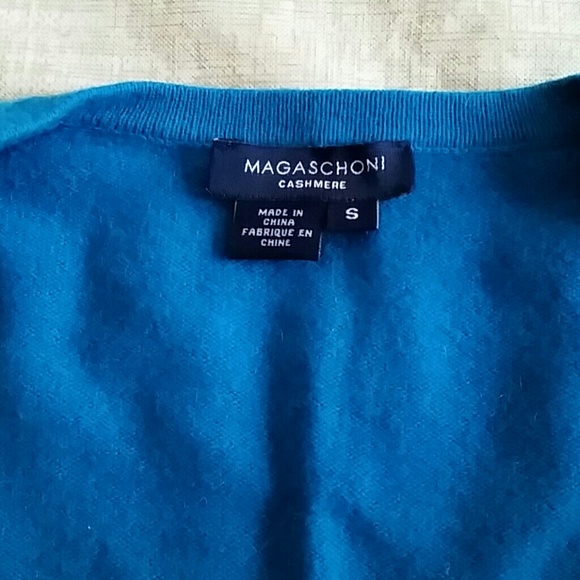 MAGASCHONI
CASHMERE
MADE IN
CHINA
FABRIQUE EN
CHINE
S